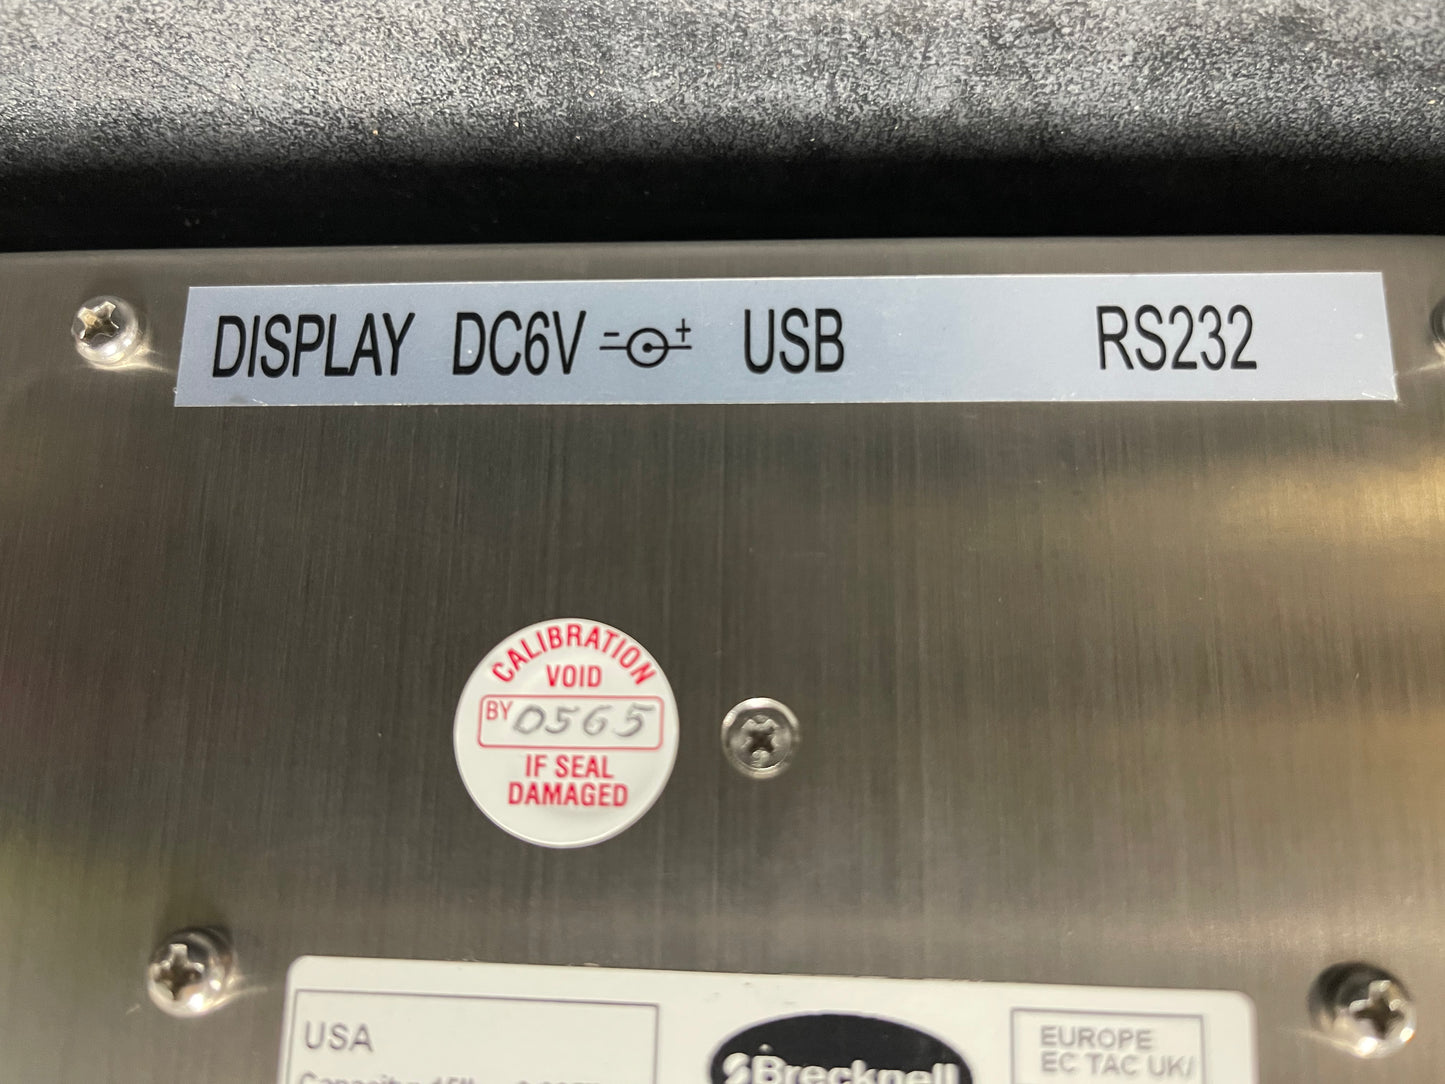 DISPLAY DC6V - + USB RS232
CALIBRATION
VOID
BY 0565
IF SEAL
DAMAGED
USA
Brecknell
EUROPE
EC TAC UK/